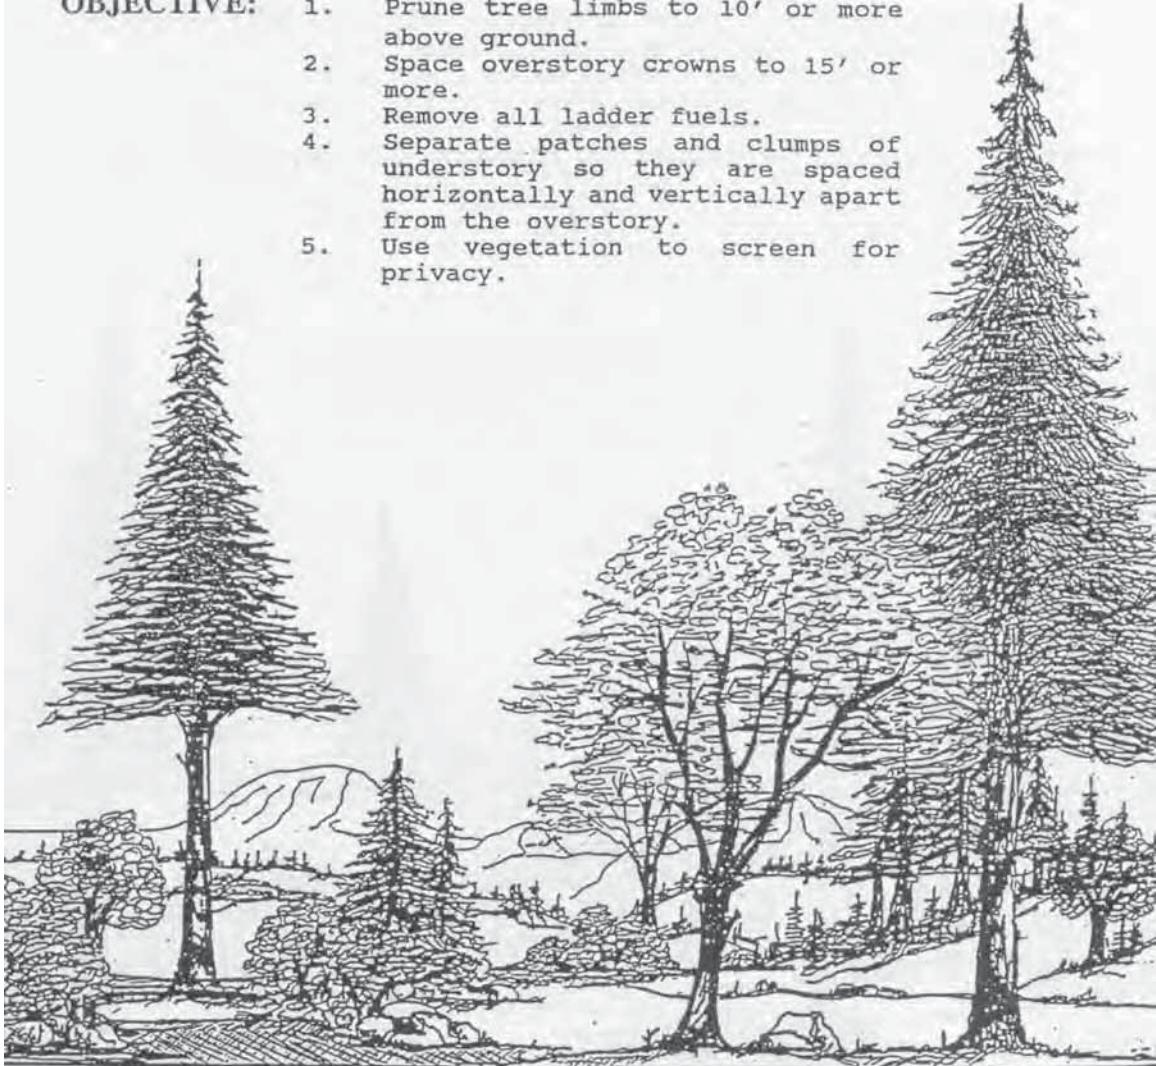 OBJECTIVE: 1. Prune tree limbs to 10' or more
above ground.
2. Space overstory crowns to 15' or
more.
3. Remove all ladder fuels.
4. Separate patches and clumps of
understory so they are spaced
horizontally and vertically apart
from the overstory.
5. Use vegetation to screen for
privacy.